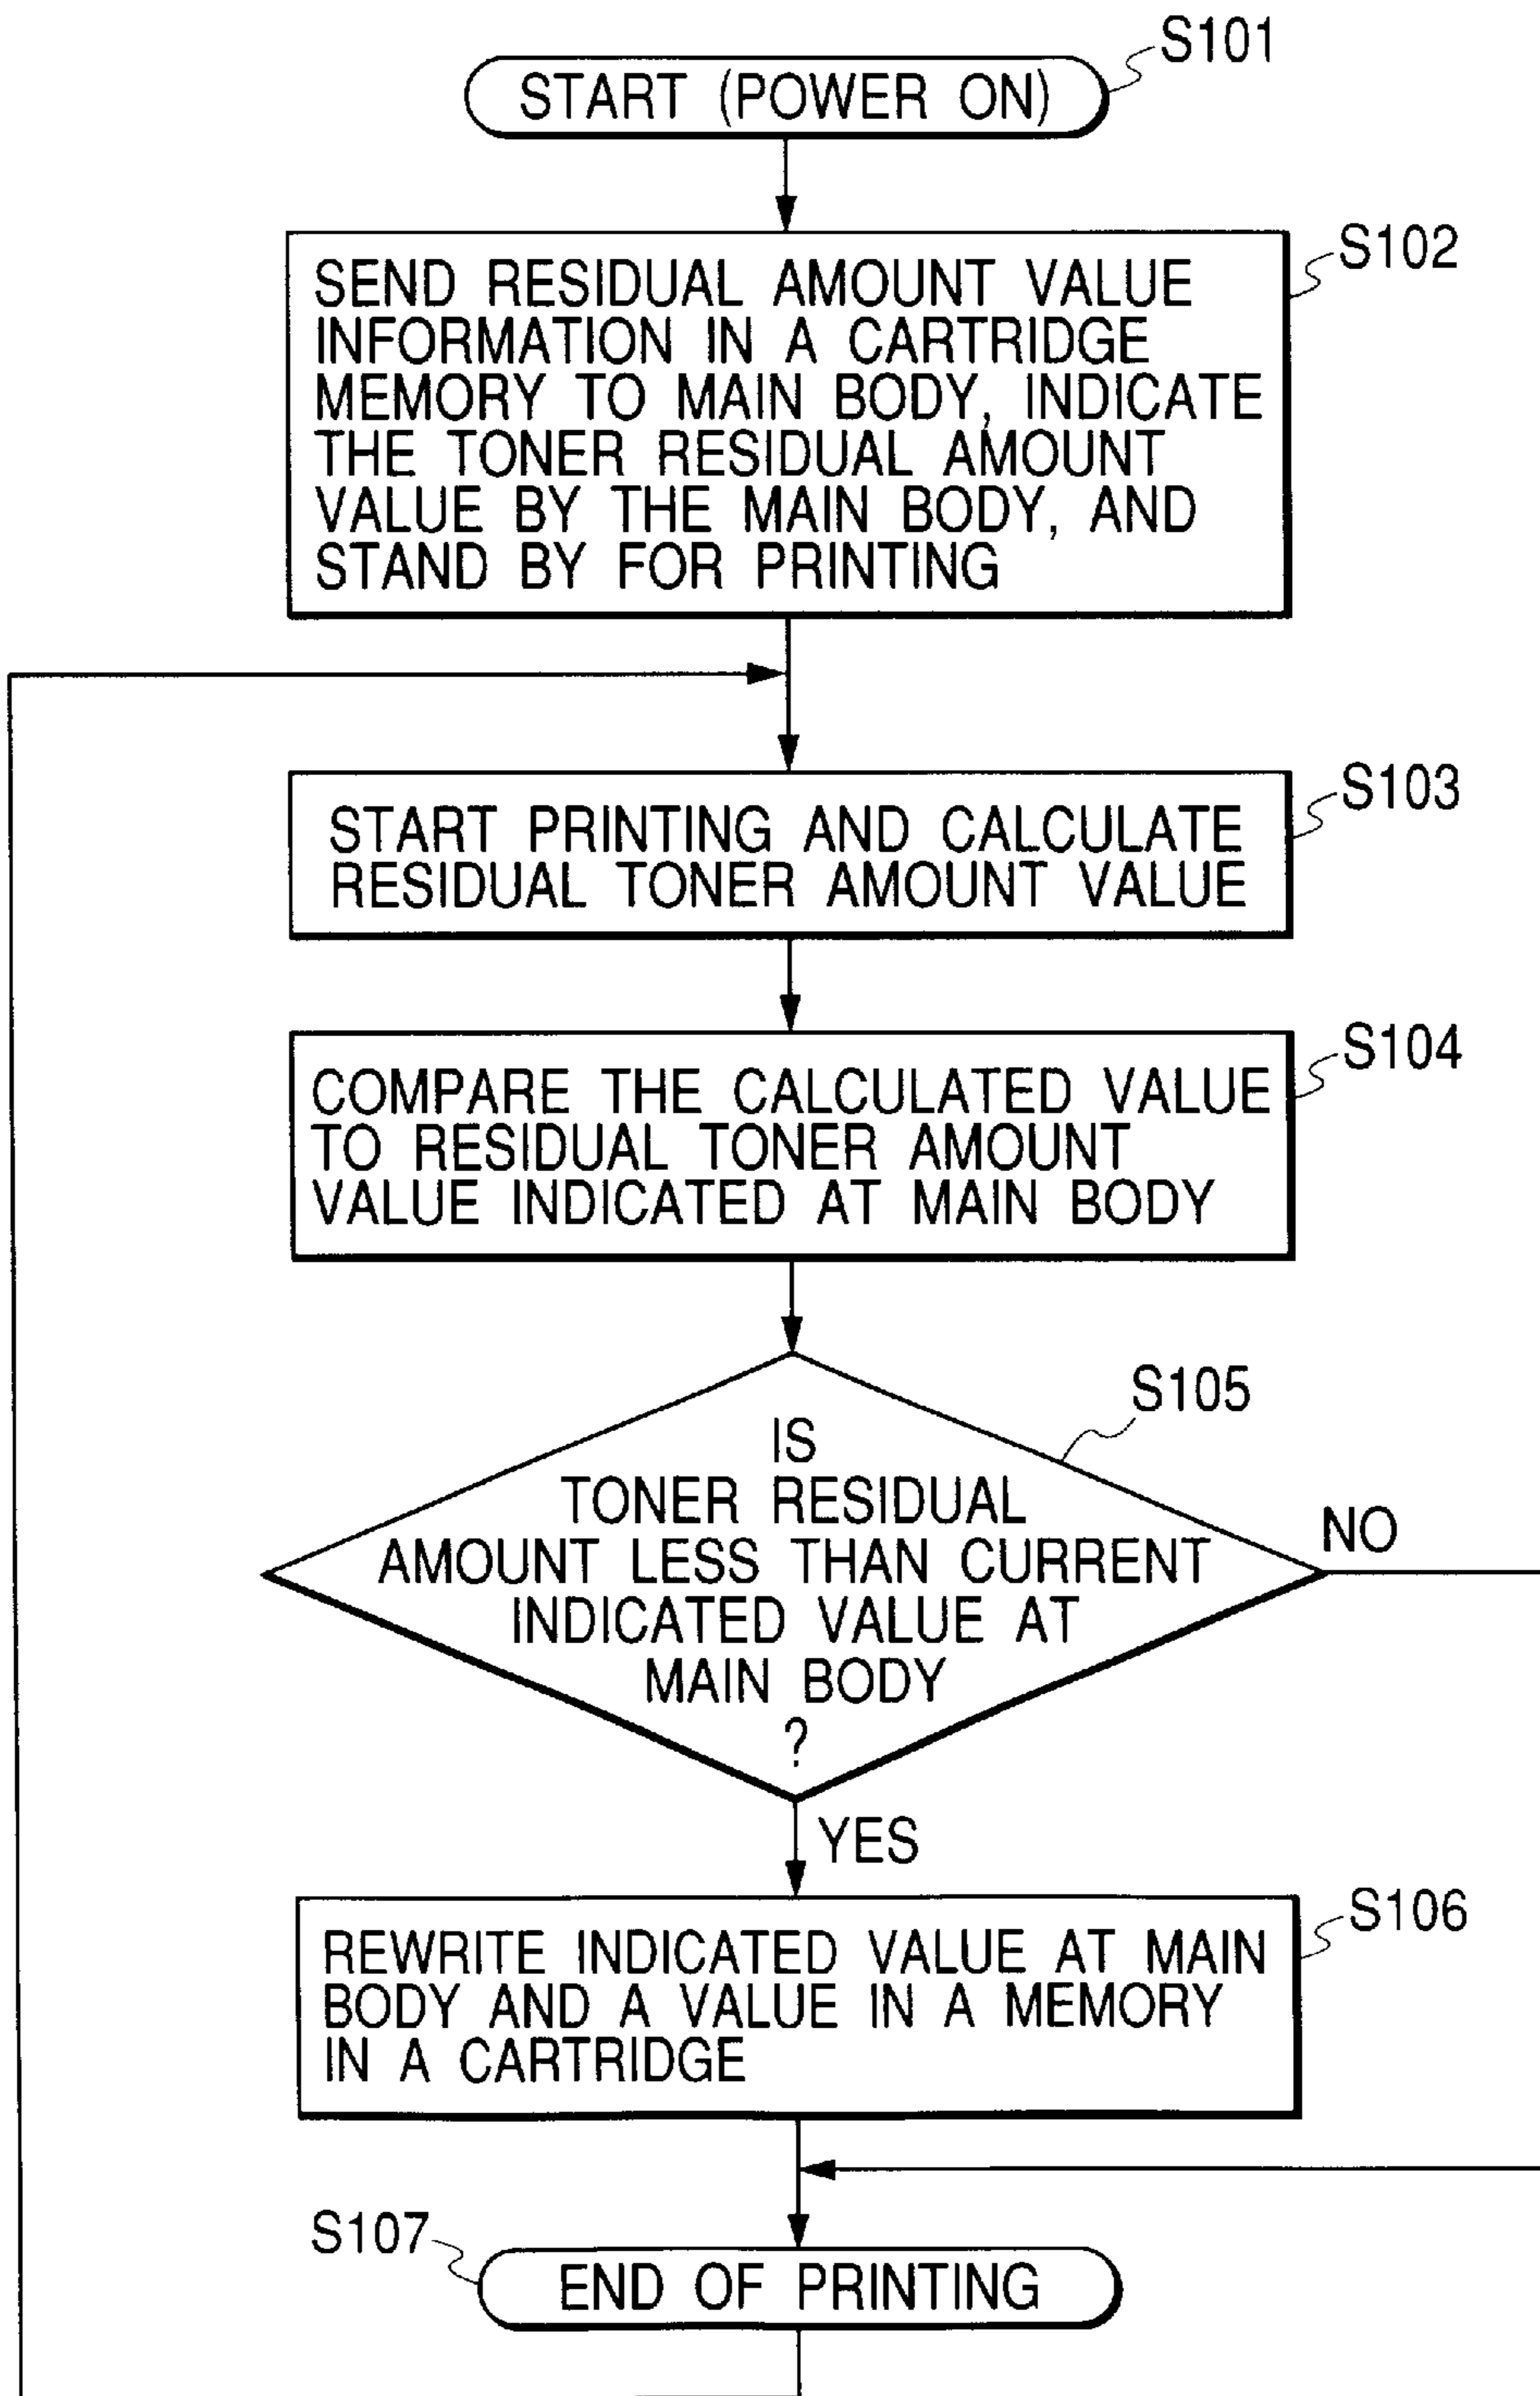 S101
START (POWER ON)
S102
SEND RESIDUAL AMOUNT VALUE
INFORMATION IN A CARTRIDGE
MEMORY TO MAIN BODY, INDICATE
THE TONER RESIDUAL AMOUNT
VALUE BY THE MAIN BODY, AND
STAND BY FOR PRINTING
S103
START PRINTING AND CALCULATE
RESIDUAL TONER AMOUNT VALUE
S104
COMPARE THE CALCULATED VALUE
TO RESIDUAL TONER AMOUNT
VALUE INDICATED AT MAIN BODY
S105
IS
TONER RESIDUAL
AMOUNT LESS THAN CURRENT
INDICATED VALUE AT
MAIN BODY
?
NO
YES
S106
REWRITE INDICATED VALUE AT MAIN
BODY AND A VALUE IN A MEMORY
IN A CARTRIDGE
S107
END OF PRINTING